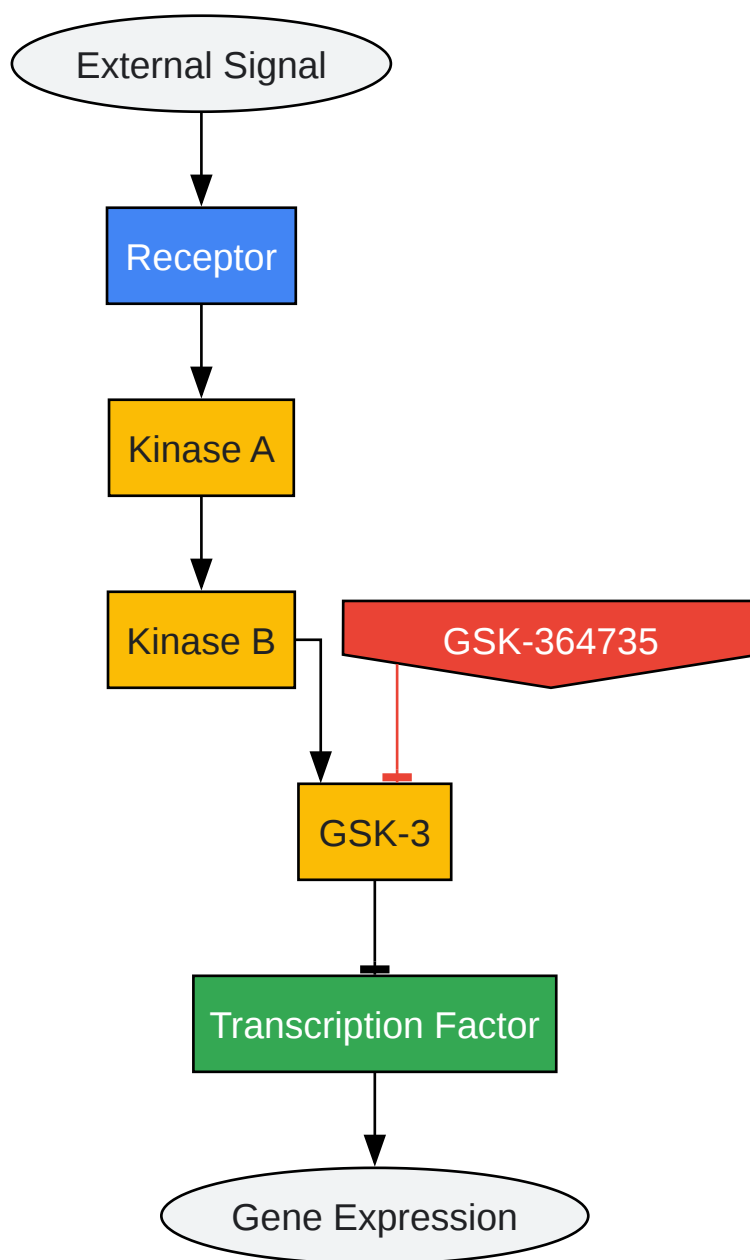 External Signal
Receptor
Kinase A
Kinase B
GSK-364735
GSK-3
Transcription Factor
Gene Expression